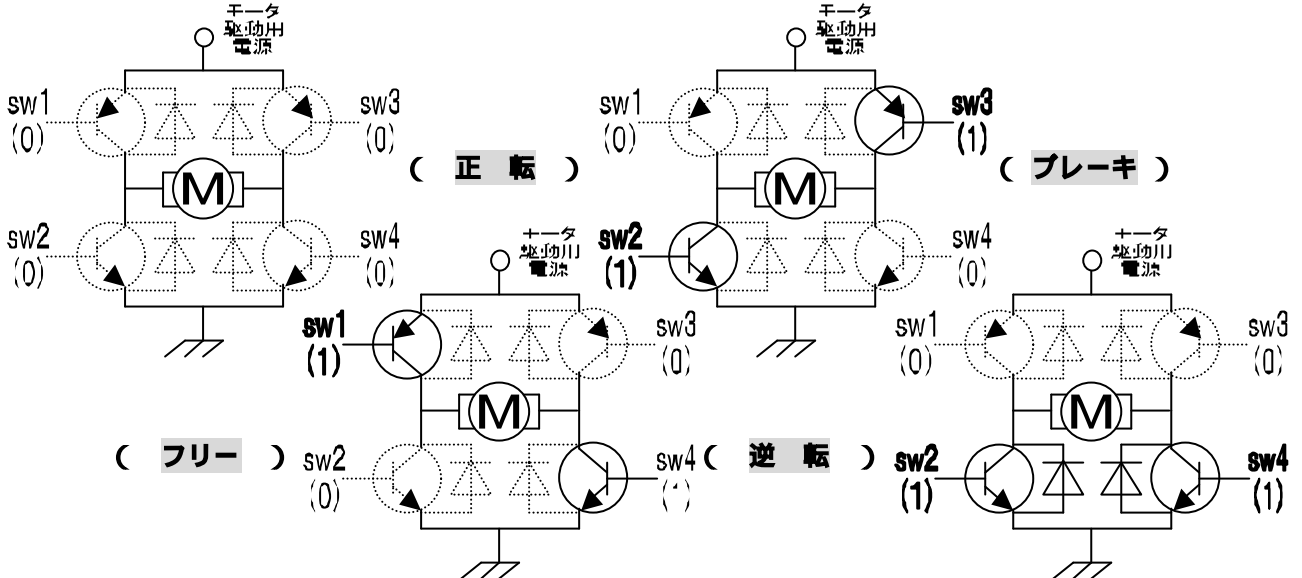 モータ
駆動用
電源
sw1
(0)
sw3
(0)
sw2
(0)
sw4
(0)
( フリー )
モータ
駆動用
電源
sw1
(1)
sw3
(0)
sw2
(0)
sw4
(1)
( 正 転 )
モータ
駆動用
電源
sw1
(0)
sw3
(1)
sw2
(1)
sw4
(0)
( 逆 転 )
モータ
駆動用
電源
sw1
(0)
sw3
(0)
sw2
(1)
sw4
(1)
( ブレーキ )
M
M
M
M